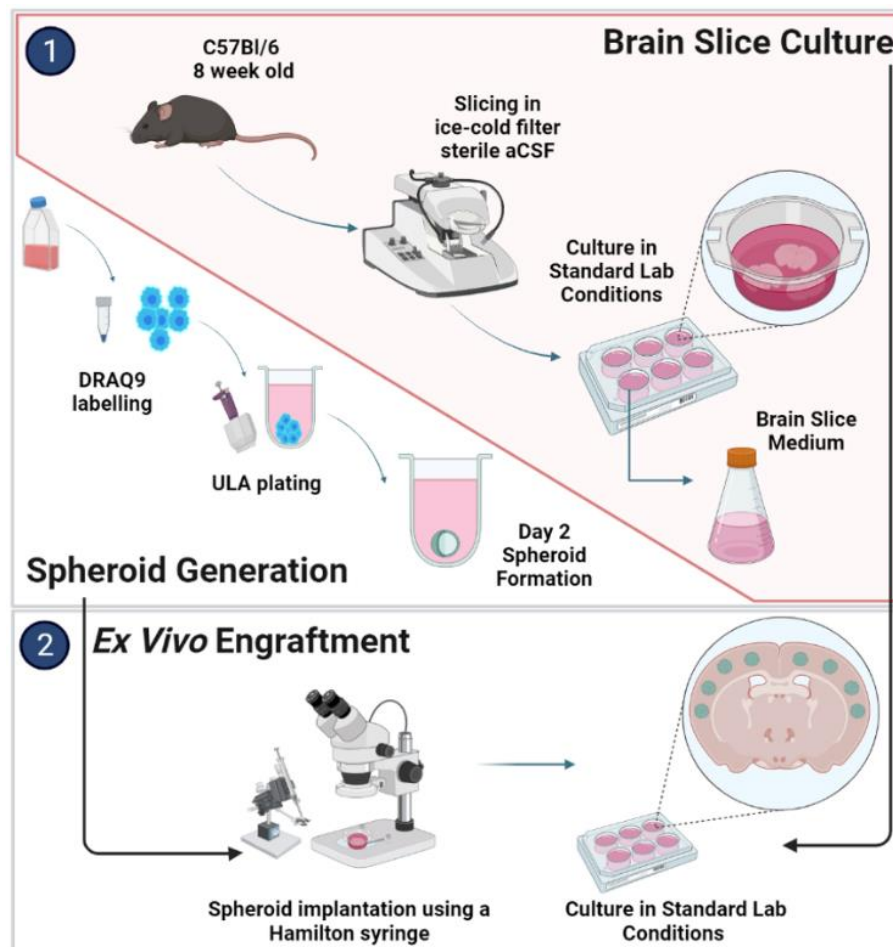 1
C57Bl/6
8 week old
Brain Slice Culture
Slicing in
ice-cold filter
sterile aCSF
Culture in
Standard Lab
Conditions
DRAQ9
labelling
Brain Slice
Medium
ULA plating
Day 2
Spheroid
Formation
Spheroid Generation
2
Ex Vivo Engraftment
Spheroid implantation using a
Hamilton syringe
Culture in Standard Lab
Conditions